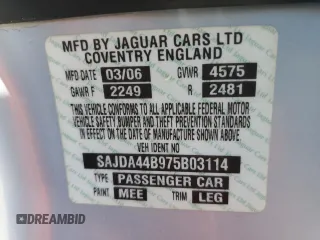 MFD BY JAGUAR CARS LTD
COVENTRY ENGLAND
MFD DATE 03/06 GVWR 4575
GAWR F 2249 R 2481
THIS VEHICLE CONFORMS TO ALL APPLICABLE FEDERAL MOTOR
VEHICLE SAFETY, BUMPER AND THEFT PREVENTION STANDARDS
IN EFFECT ON THE DATE OF MANUFACTURE SHOWN ABOVE
VEH IDENT NO
SAJDA44B975B03114
TYPE PASSENGER CAR
PAINT MEE TRIM LEG
DREAMBID